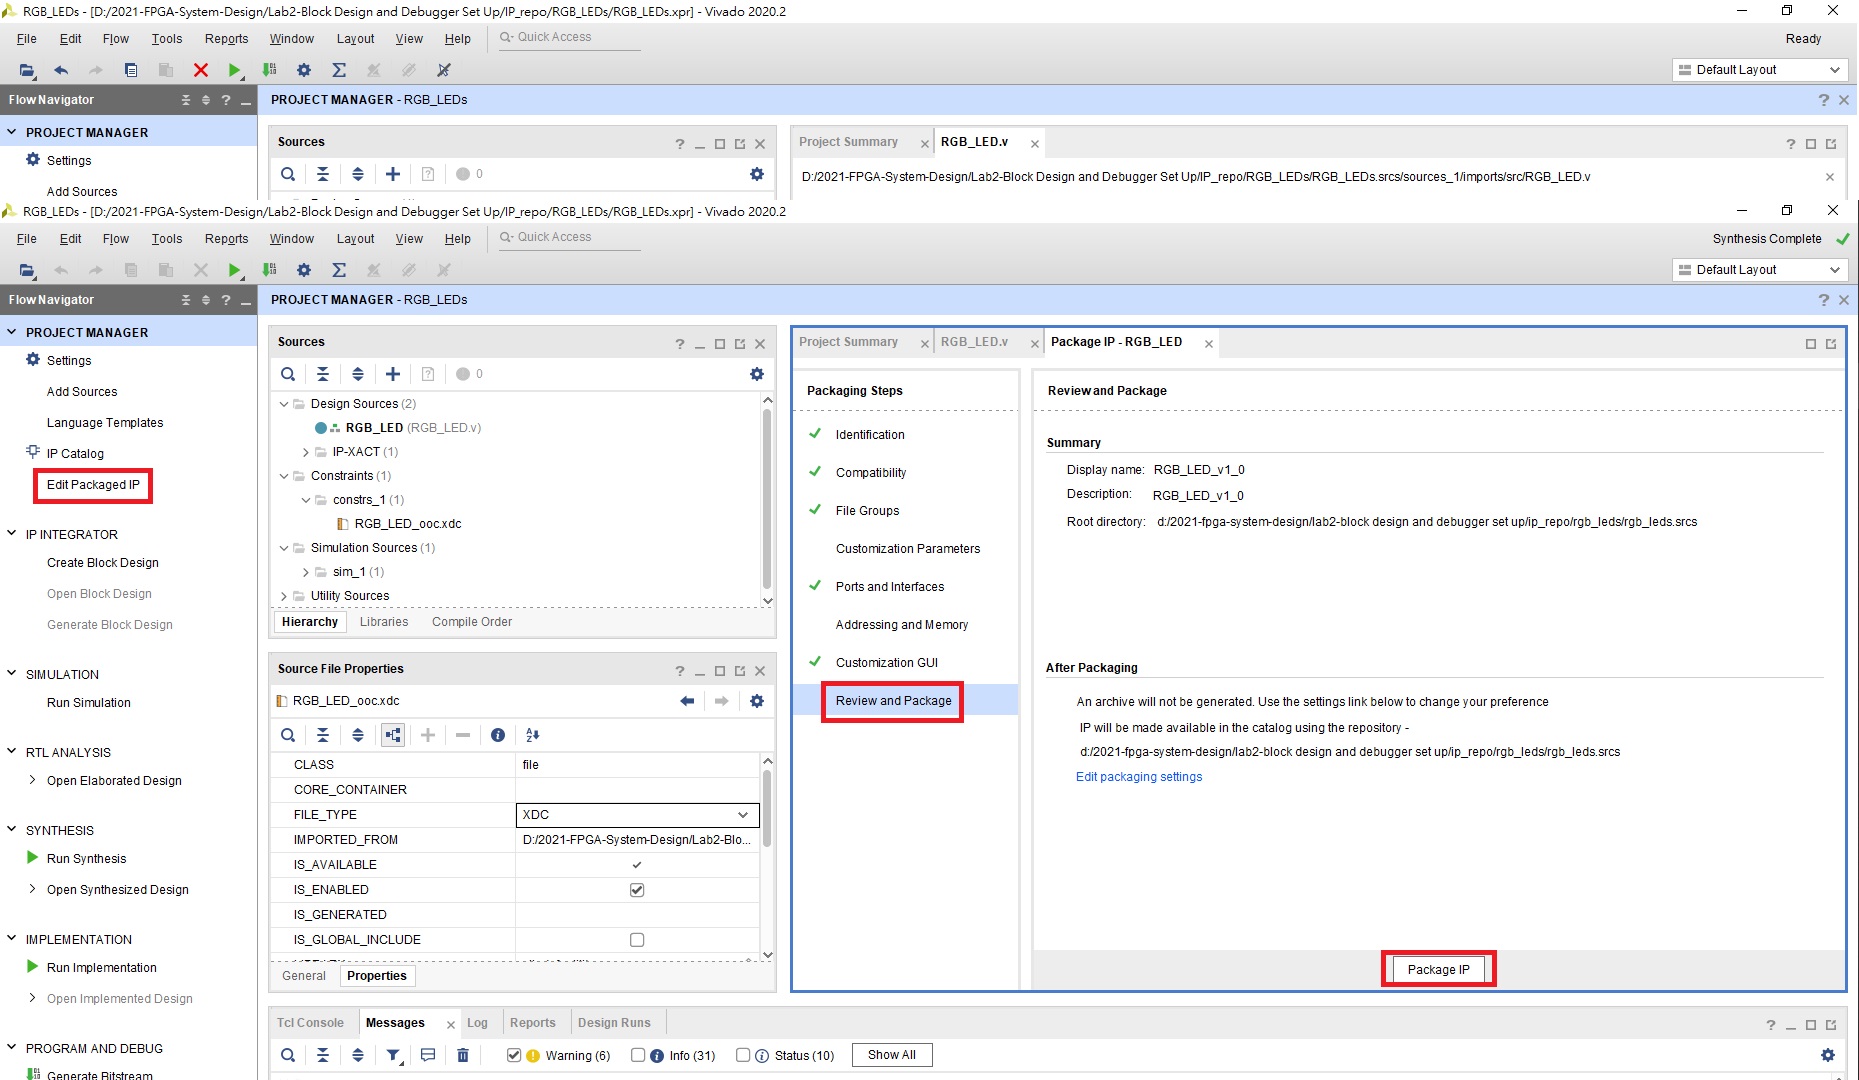 RGB_LEDs - [D:/2021-FPGA-System-Design/Lab2-Block Design and Debugger Set Up/IP_repo/RGB_LEDs/RGB_LEDs.xpr] - Vivado 2020.2
File Edit Flow Tools Reports Window Layout View Help Quick Access
Ready
Default Layout
Flow Navigator
PROJECT MANAGER - RGB_LEDs
PROJECT MANAGER
Settings
Add Sources
Sources
0
Project Summary
RGB_LED.v
D:/2021-FPGA-System-Design/Lab2-Block Design and Debugger Set Up/IP_repo/RGB_LEDs/RGB_LEDs.srcs/sources_1/imports/src/RGB_LED.v
RGB_LEDs - [D:/2021-FPGA-System-Design/Lab2-Block Design and Debugger Set Up/IP_repo/RGB_LEDs/RGB_LEDs.xpr] - Vivado 2020.2
File Edit Flow Tools Reports Window Layout View Help Quick Access
Synthesis Complete
Default Layout
Flow Navigator
PROJECT MANAGER - RGB_LEDs
PROJECT MANAGER
Settings
Add Sources
Language Templates
IP Catalog
Edit Packaged IP
IP INTEGRATOR
Create Block Design
Open Block Design
Generate Block Design
SIMULATION
Run Simulation
RTL ANALYSIS
Open Elaborated Design
SYNTHESIS
Run Synthesis
Open Synthesized Design
IMPLEMENTATION
Run Implementation
Open Implemented Design
PROGRAM AND DEBUG
Generate Bitstream
Sources
0
Design Sources (2)
RGB_LED (RGB_LED.v)
IP-XACT (1)
Constraints (1)
constrs_1 (1)
RGB_LED_ooc.xdc
Simulation Sources (1)
sim_1 (1)
Utility Sources
Hierarchy Libraries Compile Order
Source File Properties
RGB_LED_ooc.xdc
CLASS file
CORE_CONTAINER
FILE_TYPE XDC
IMPORTED_FROM D:/2021-FPGA-System-Design/Lab2-Blo...
IS_AVAILABLE
IS_ENABLED
IS_GENERATED
IS_GLOBAL_INCLUDE
General Properties
Project Summary
RGB_LED.v
Package IP - RGB_LED
Packaging Steps
Identification
Compatibility
File Groups
Customization Parameters
Ports and Interfaces
Addressing and Memory
Customization GUI
Review and Package
Review and Package
Summary
Display name: RGB_LED_v1_0
Description: RGB_LED_v1_0
Root directory: d:/2021-fpga-system-design/lab2-block design and debugger set up/ip_repo/rgb_leds/rgb_leds.srcs
After Packaging
An archive will not be generated. Use the settings link below to change your preference
IP will be made available in the catalog using the repository -
d:/2021-fpga-system-design/lab2-block design and debugger set up/ip_repo/rgb_leds/rgb_leds.srcs
Edit packaging settings
Package IP
Tcl Console Messages Log Reports Design Runs
Warning (6) Info (31) Status (10) Show All